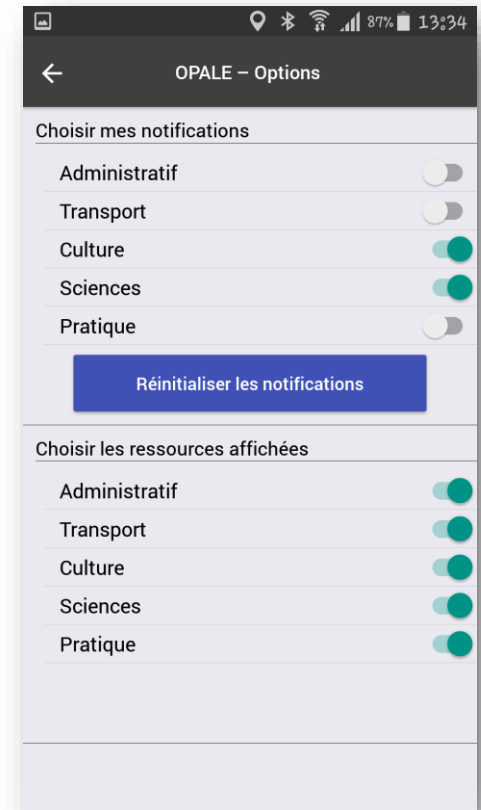 87% 13:34
OPALE – Options
Choisir mes notifications
Administratif
Transport
Culture
Sciences
Pratique
Réinitialiser les notifications
Choisir les ressources affichées
Administratif
Transport
Culture
Sciences
Pratique